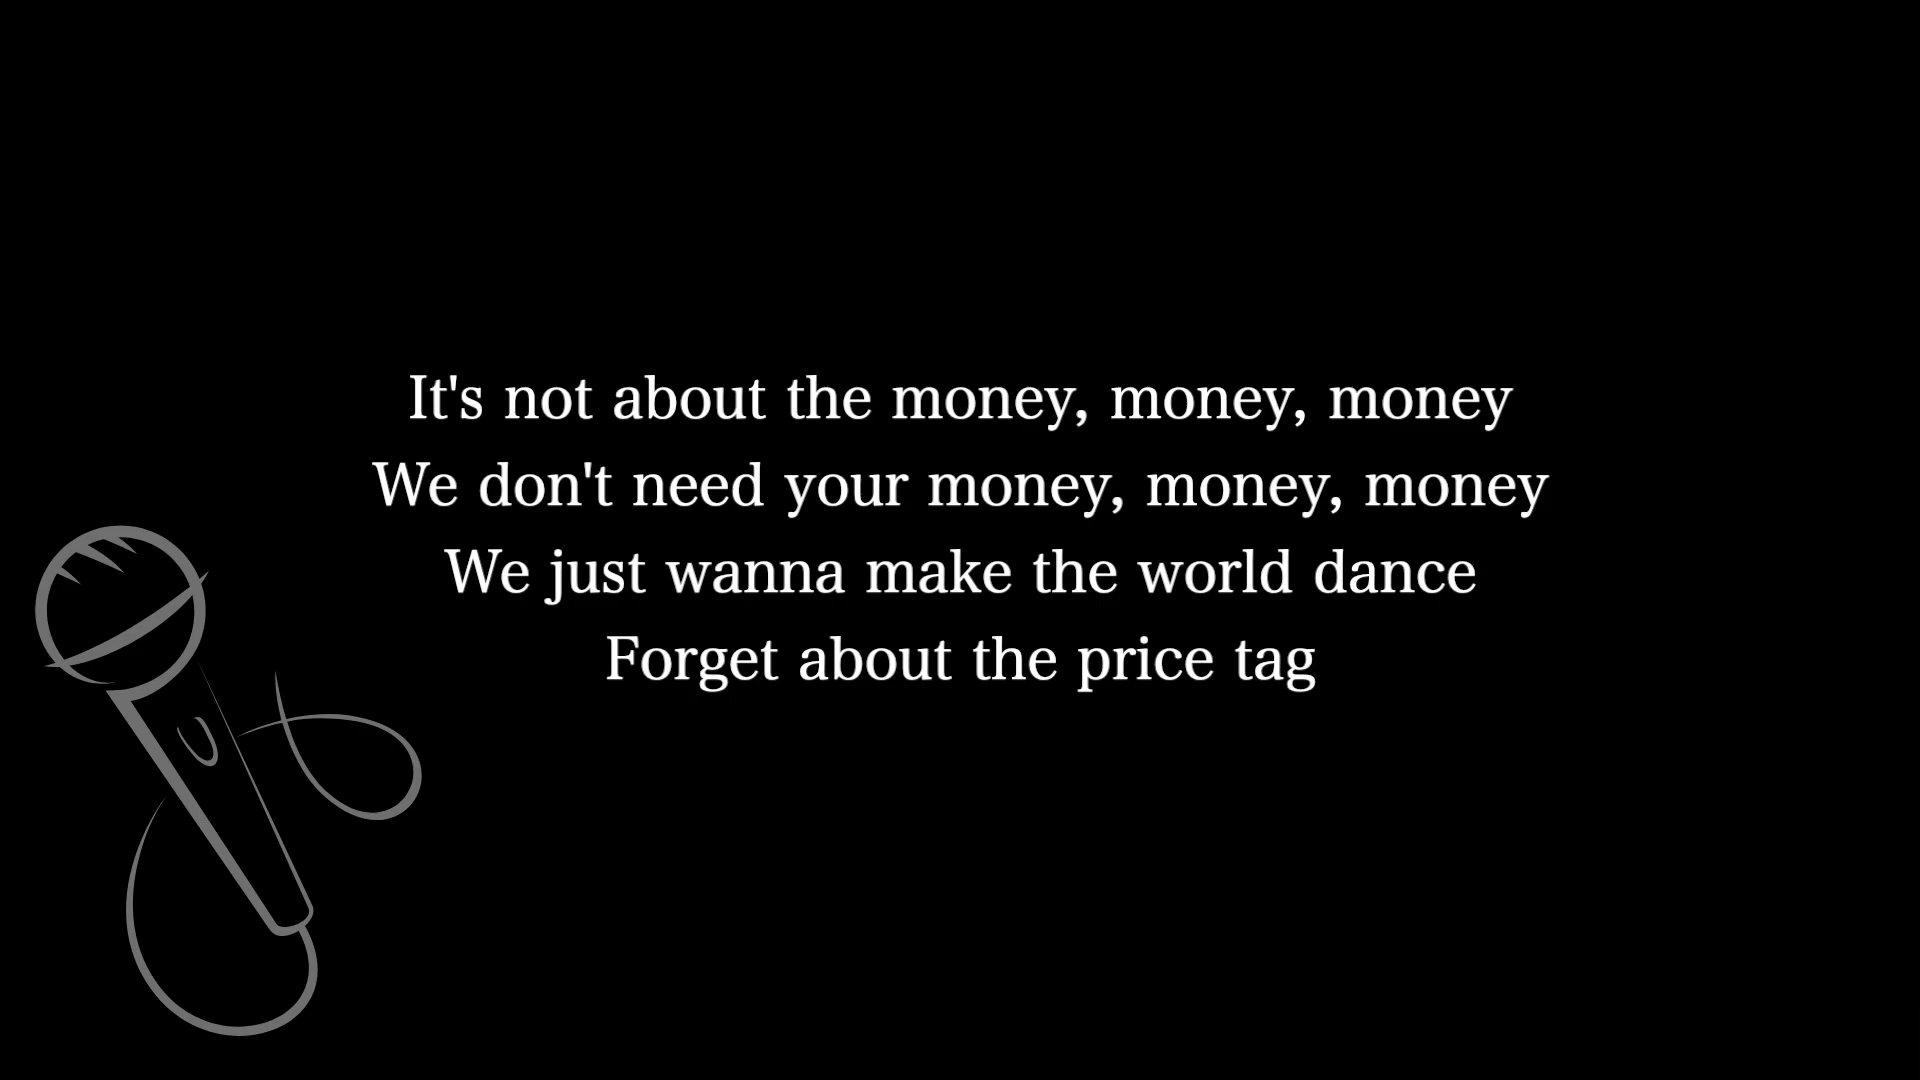 It's not about the money, money, money
We don't need your money, money, money
We just wanna make the world dance
Forget about the price tag